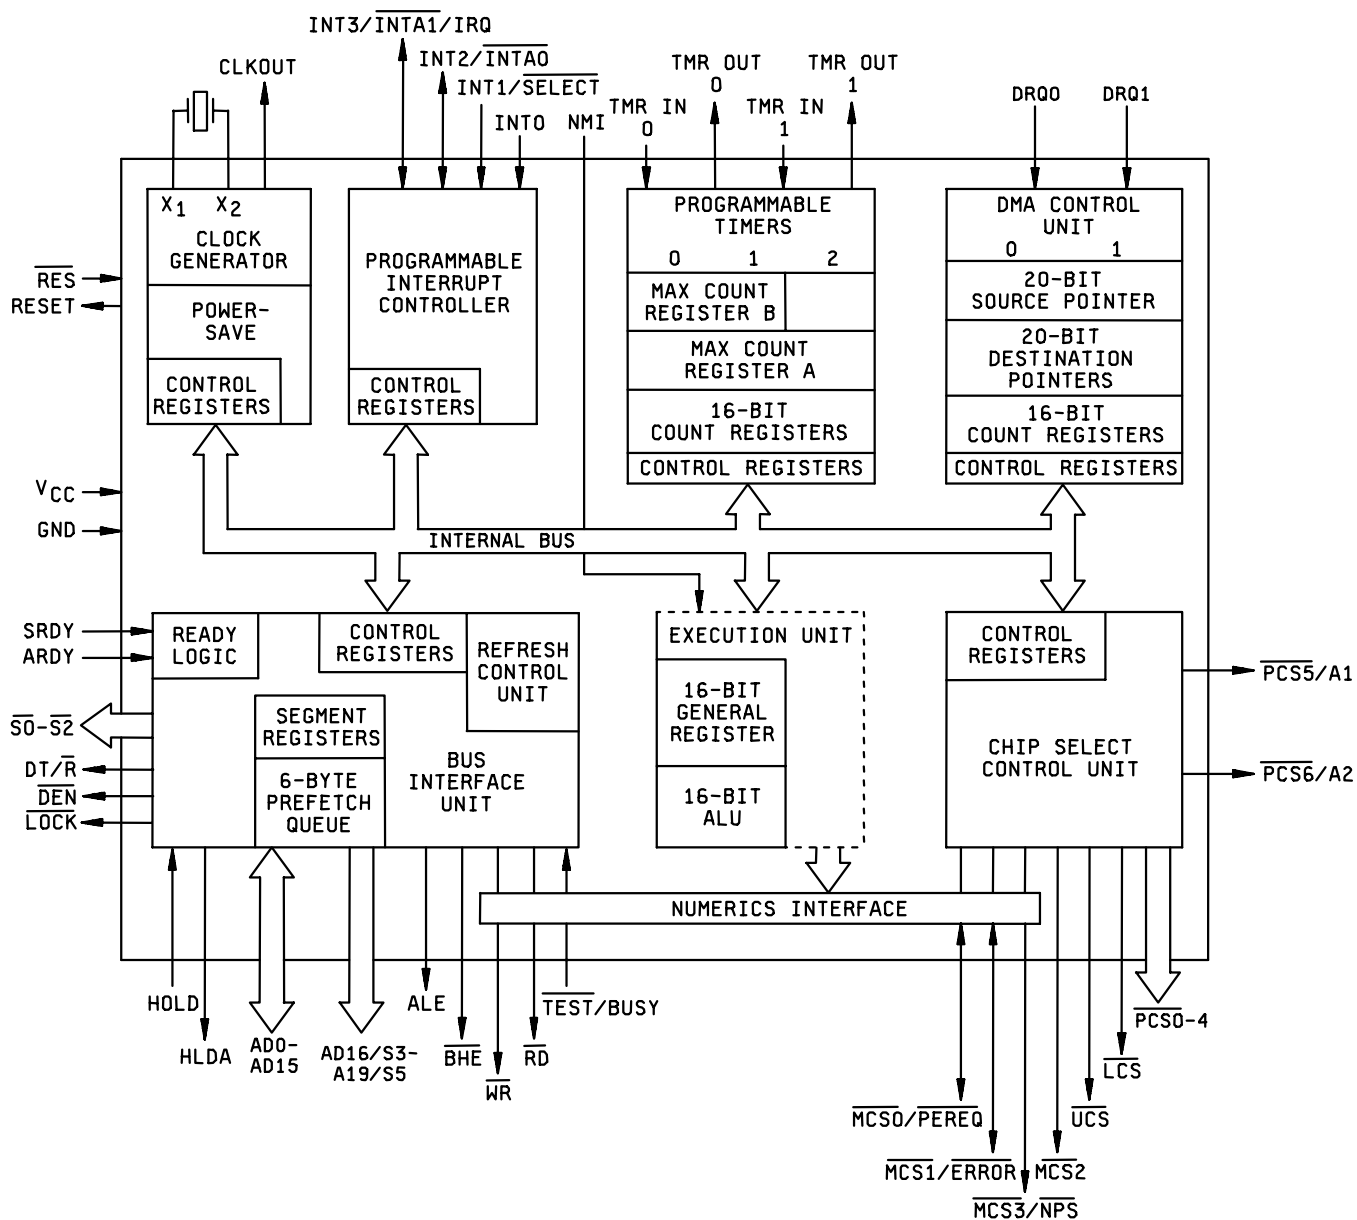 INT3/INTA1/IRQ
INT2/INTA0
CLKOUT
INT1/SELECT
INT0
NMI
TMR IN
0
TMR OUT
0
TMR IN
1
TMR OUT
1
DRQ0
DRQ1
X1
X2
CLOCK
GENERATOR
POWER-
SAVE
CONTROL
REGISTERS
PROGRAMMABLE
INTERRUPT
CONTROLLER
CONTROL
REGISTERS
PROGRAMMABLE
TIMERS
0 1 2
MAX COUNT
REGISTER B
MAX COUNT
REGISTER A
16-BIT
COUNT REGISTERS
CONTROL REGISTERS
DMA CONTROL
UNIT
0 1
20-BIT
SOURCE POINTER
20-BIT
DESTINATION
POINTERS
16-BIT
COUNT REGISTERS
CONTROL REGISTERS
RES
RESET
VCC
GND
INTERNAL BUS
SRDY
ARDY
S0-S2
DT/R
DEN
LOCK
READY
LOGIC
CONTROL
REGISTERS
REFRESH
CONTROL
UNIT
SEGMENT
REGISTERS
6-BYTE
PREFETCH
QUEUE
BUS
INTERFACE
UNIT
EXECUTION UNIT
16-BIT
GENERAL
REGISTER
16-BIT
ALU
CONTROL
REGISTERS
CHIP SELECT
CONTROL UNIT
PCS5/A1
PCS6/A2
NUMERICS INTERFACE
HOLD
HLDA
AD0-
AD15
AD16/S3-
A19/S5
ALE
BHE
WR
RD
TEST/BUSY
PCS0-4
LCS
UCS
MCS0/PEREQ
MCS1/ERROR
MCS2
MCS3/NPS